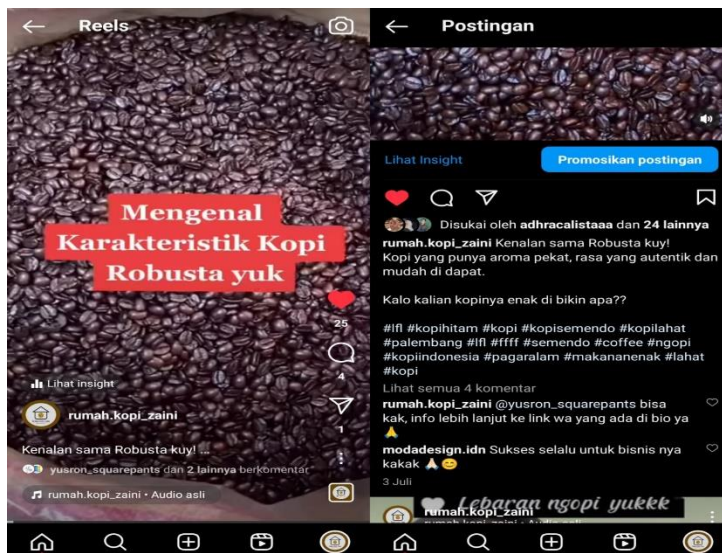 Reels
Mengenal
Karakteristik Kopi
Robusta yuk
25
4
1
Lihat insight
rumah.kopi_zaini
Kenalan sama Robusta kuy! ...
yusron_squarepants dan 2 lainnya berkomentar
rumah.kopi_zaini • Audio asli
Postingan
Lihat Insight
Promosikan postingan
Disukai oleh adhracalistaaa dan 24 lainnya
rumah.kopi_zaini Kenalan sama Robusta kuy!
Kopi yang punya aroma pekat, rasa yang autentik dan
mudah di dapat.
Kalo kalian kopinya enak di bikin apa??
#lfl #kopihitam #kopi #kopisemendo #kopilahat
#palembang #lfl #ffff #semendo #coffee #ngopi
#kopiindonesia #pagaralam #makananenak #lahat
#kopi
Lihat semua 4 komentar
rumah.kopi_zaini @yusron_squarepants bisa
kak, info lebih lanjut ke link wa yang ada di bio ya
🙏
modadesign.idn Sukses selalu untuk bisnis nya
kakak 🙏😊
3 Juli
Lebaran ngopi yukkk
rumah.kopi_zaini
rumah.kopi_zaini • Audio asli